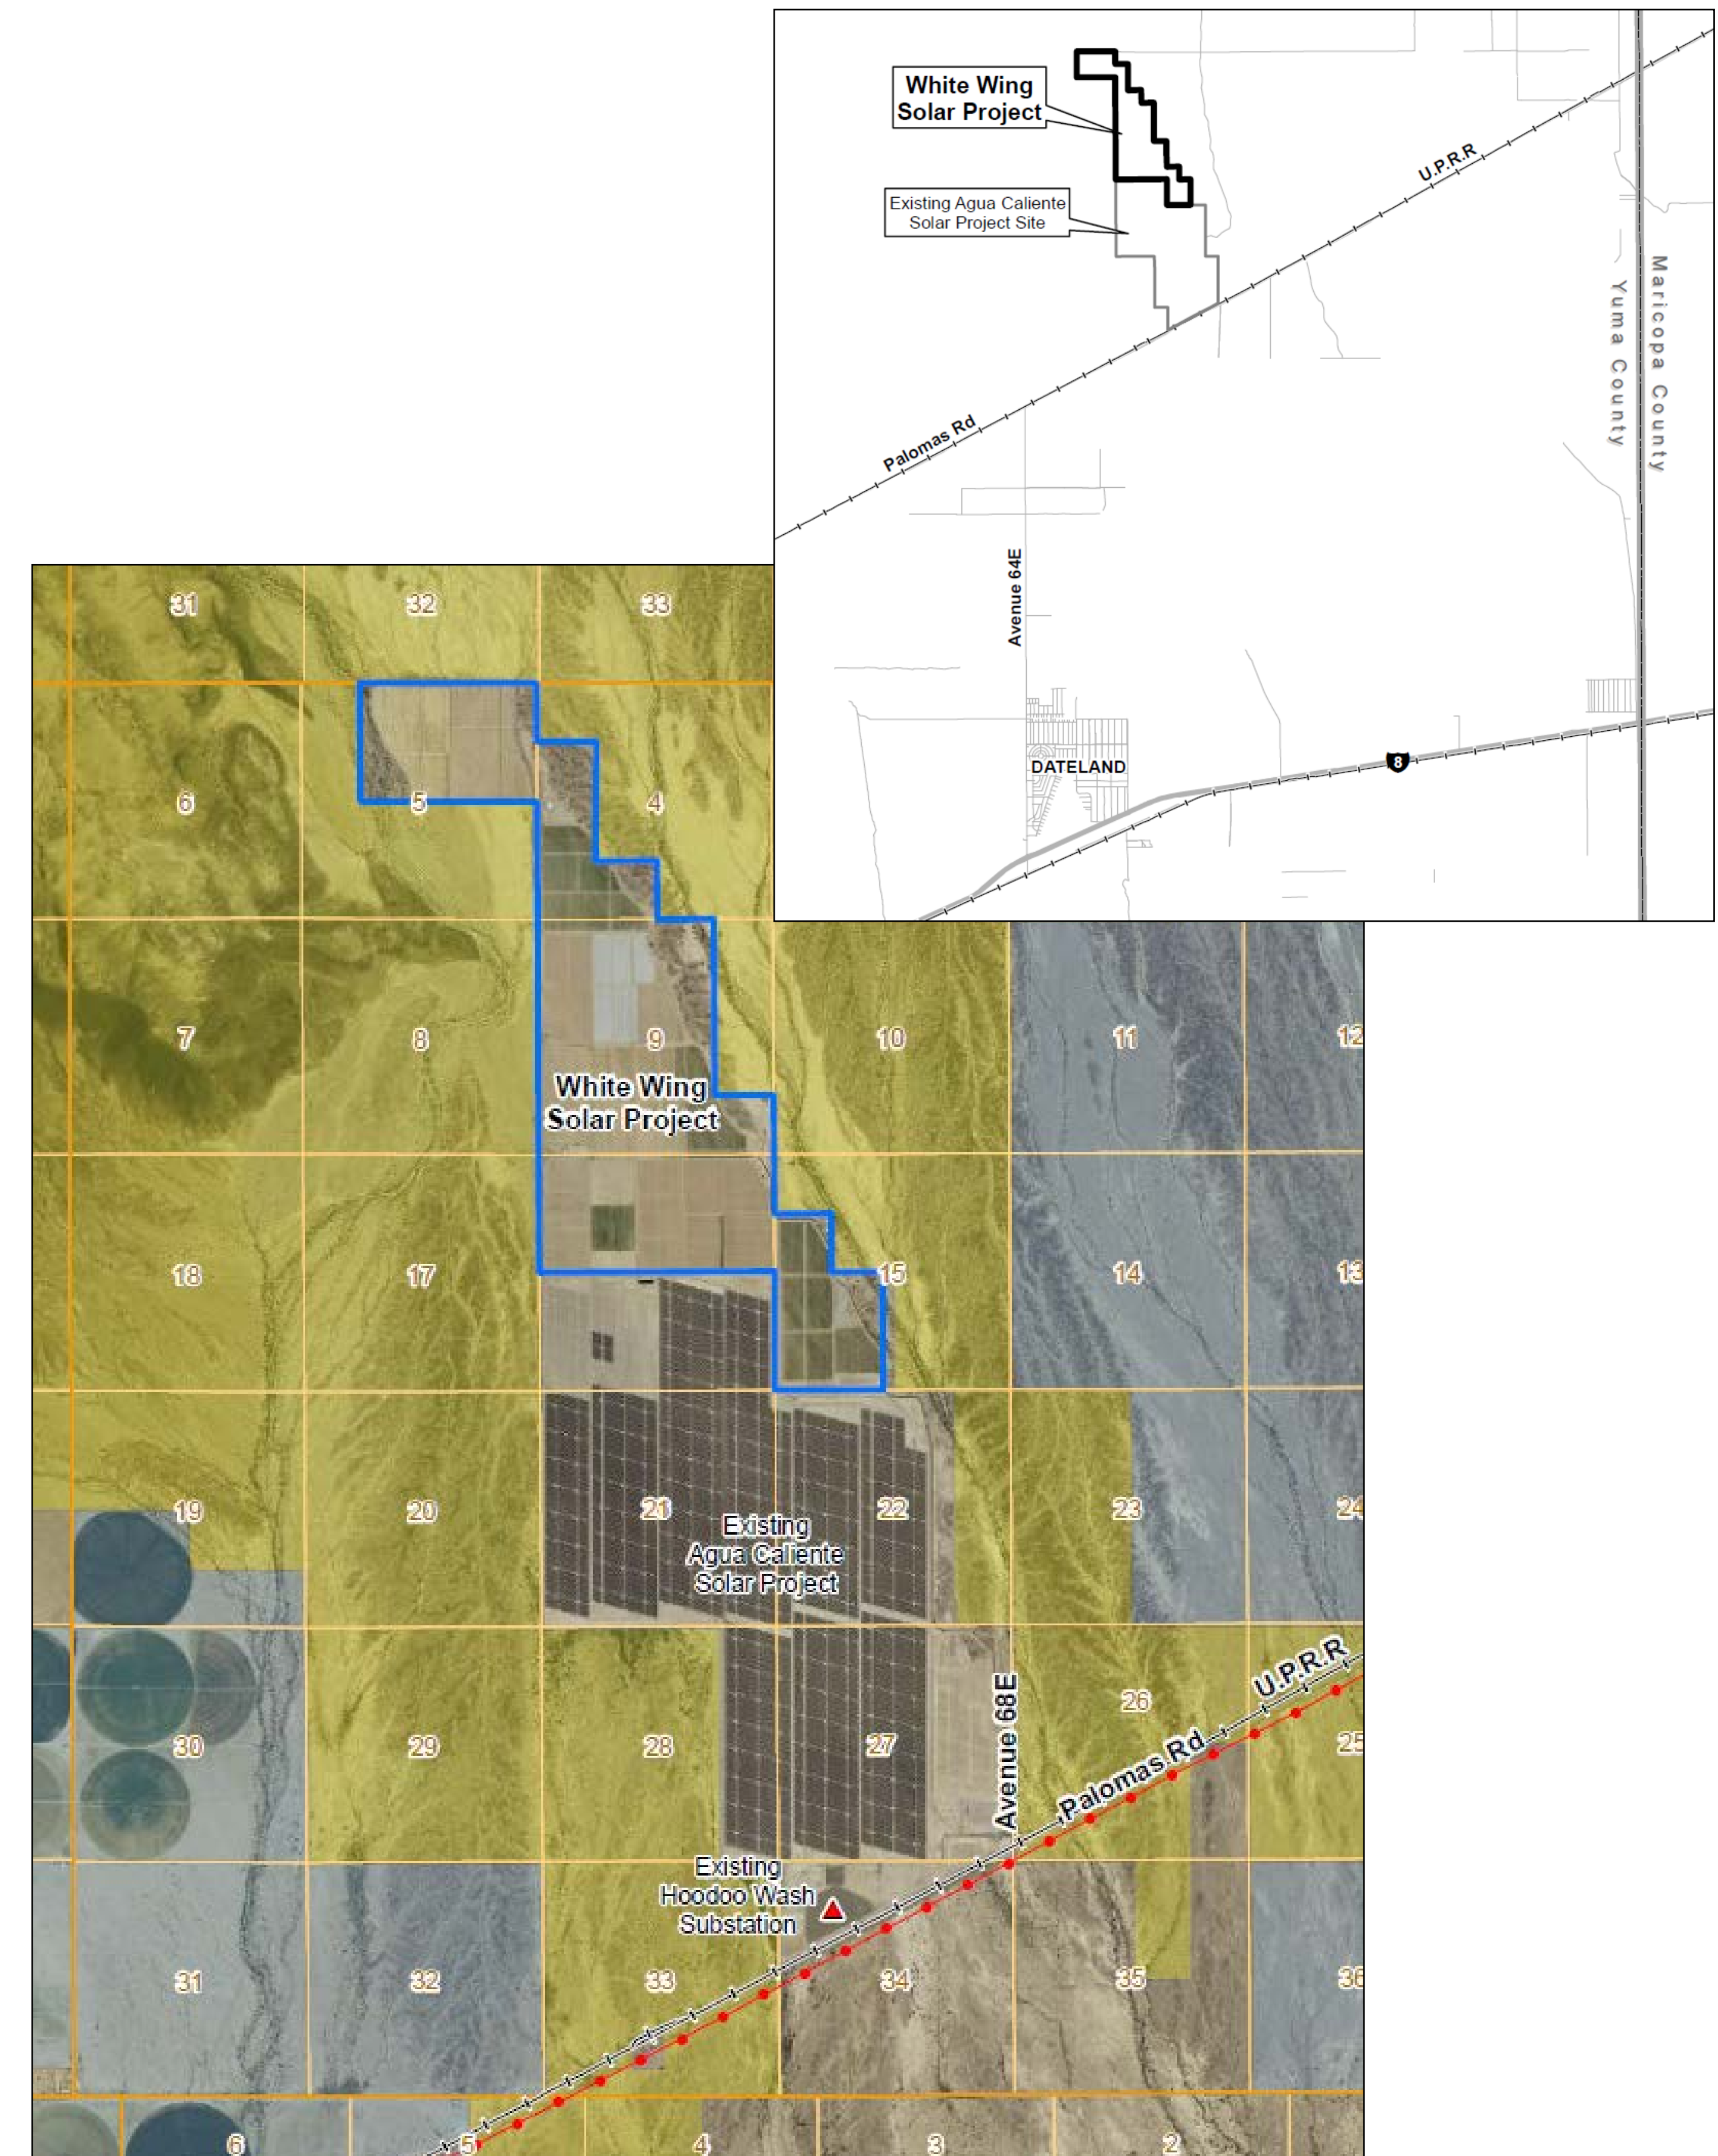 White Wing
Solar Project
Existing Agua Caliente
Solar Project Site
U.P.R.R
Maricopa County
Yuma County
Palomas Rd
Avenue 64E
DATELAND
8
31
32
33
6
5
4
7
8
9
10
11
12
White Wing
Solar Project
18
17
15
14
13
19
20
21
22
23
24
Existing
Agua Caliente
Solar Project
30
29
28
27
26
25
Avenue 68E
Palomas Rd
U.P.R.R
Existing
Hoodoo Wash
Substation
31
32
33
34
35
36
6
5
4
3
2